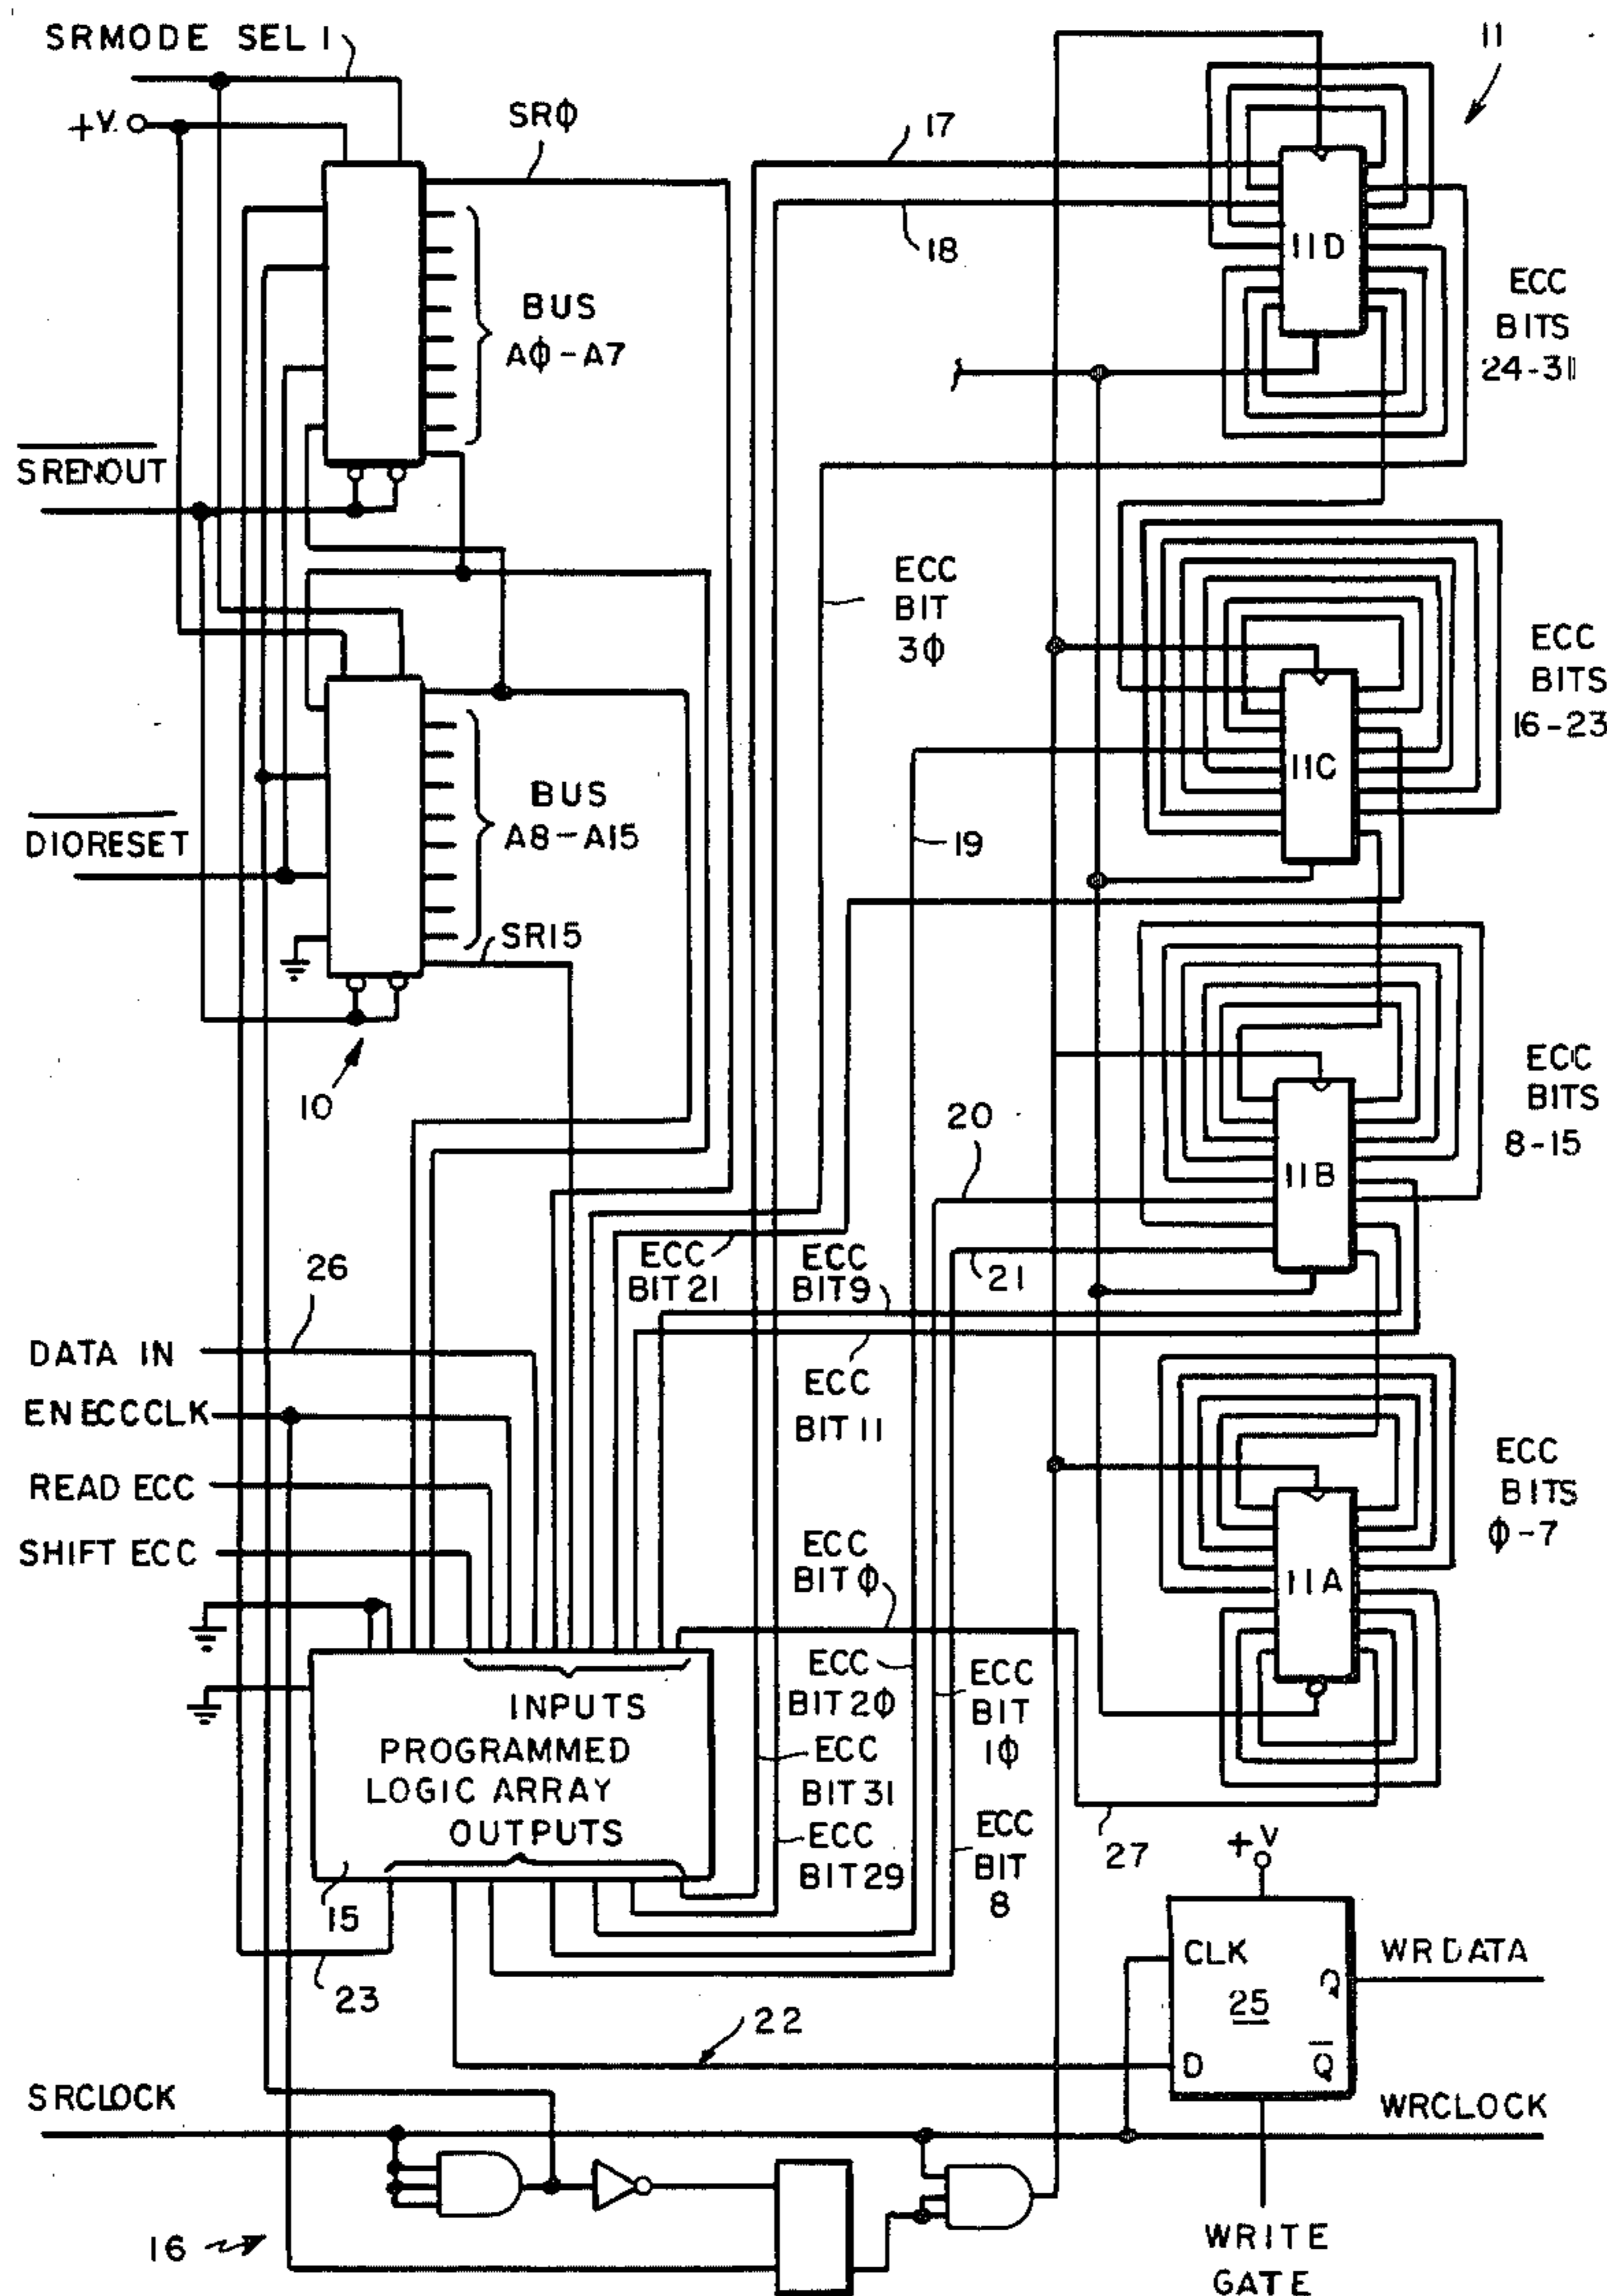 SRMODE SEL 1
+V
SRϕ
17
18
11
11D
ECC
BITS
24-31
BUS
Aϕ-A7
SRENOUT
ECC
BIT
3ϕ
ECC
BITS
16-23
11C
19
BUS
A8-A15
DIORESET
SR15
10
ECC
BITS
8-15
11B
20
21
ECC
BIT 21
ECC
BIT 9
26
DATA IN
ENECCCLK
READ ECC
SHIFT ECC
ECC
BIT 11
ECC
BITS
ϕ-7
11A
ECC
BIT ϕ
ECC
BIT 2ϕ
ECC
BIT
1ϕ
INPUTS
PROGRAMMED
LOGIC ARRAY
OUTPUTS
15
ECC
BIT 31
ECC
BIT 29
ECC
BIT
8
27
23
22
+V
CLK
25
Q
D
Q̅
WRDATA
WRCLOCK
SRCLOCK
16
WRITE
GATE